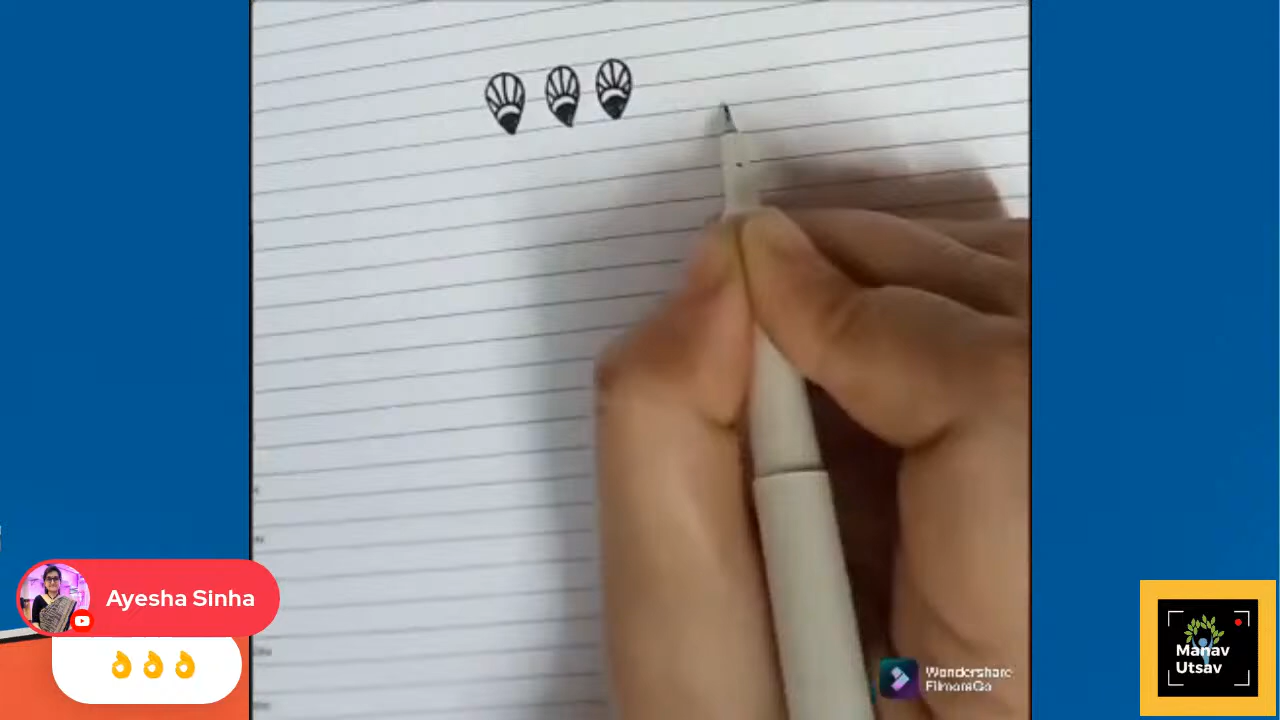 Ayesha Sinha
👌👌👌
Manav
Utsav
Wondershare
FilmoraGo